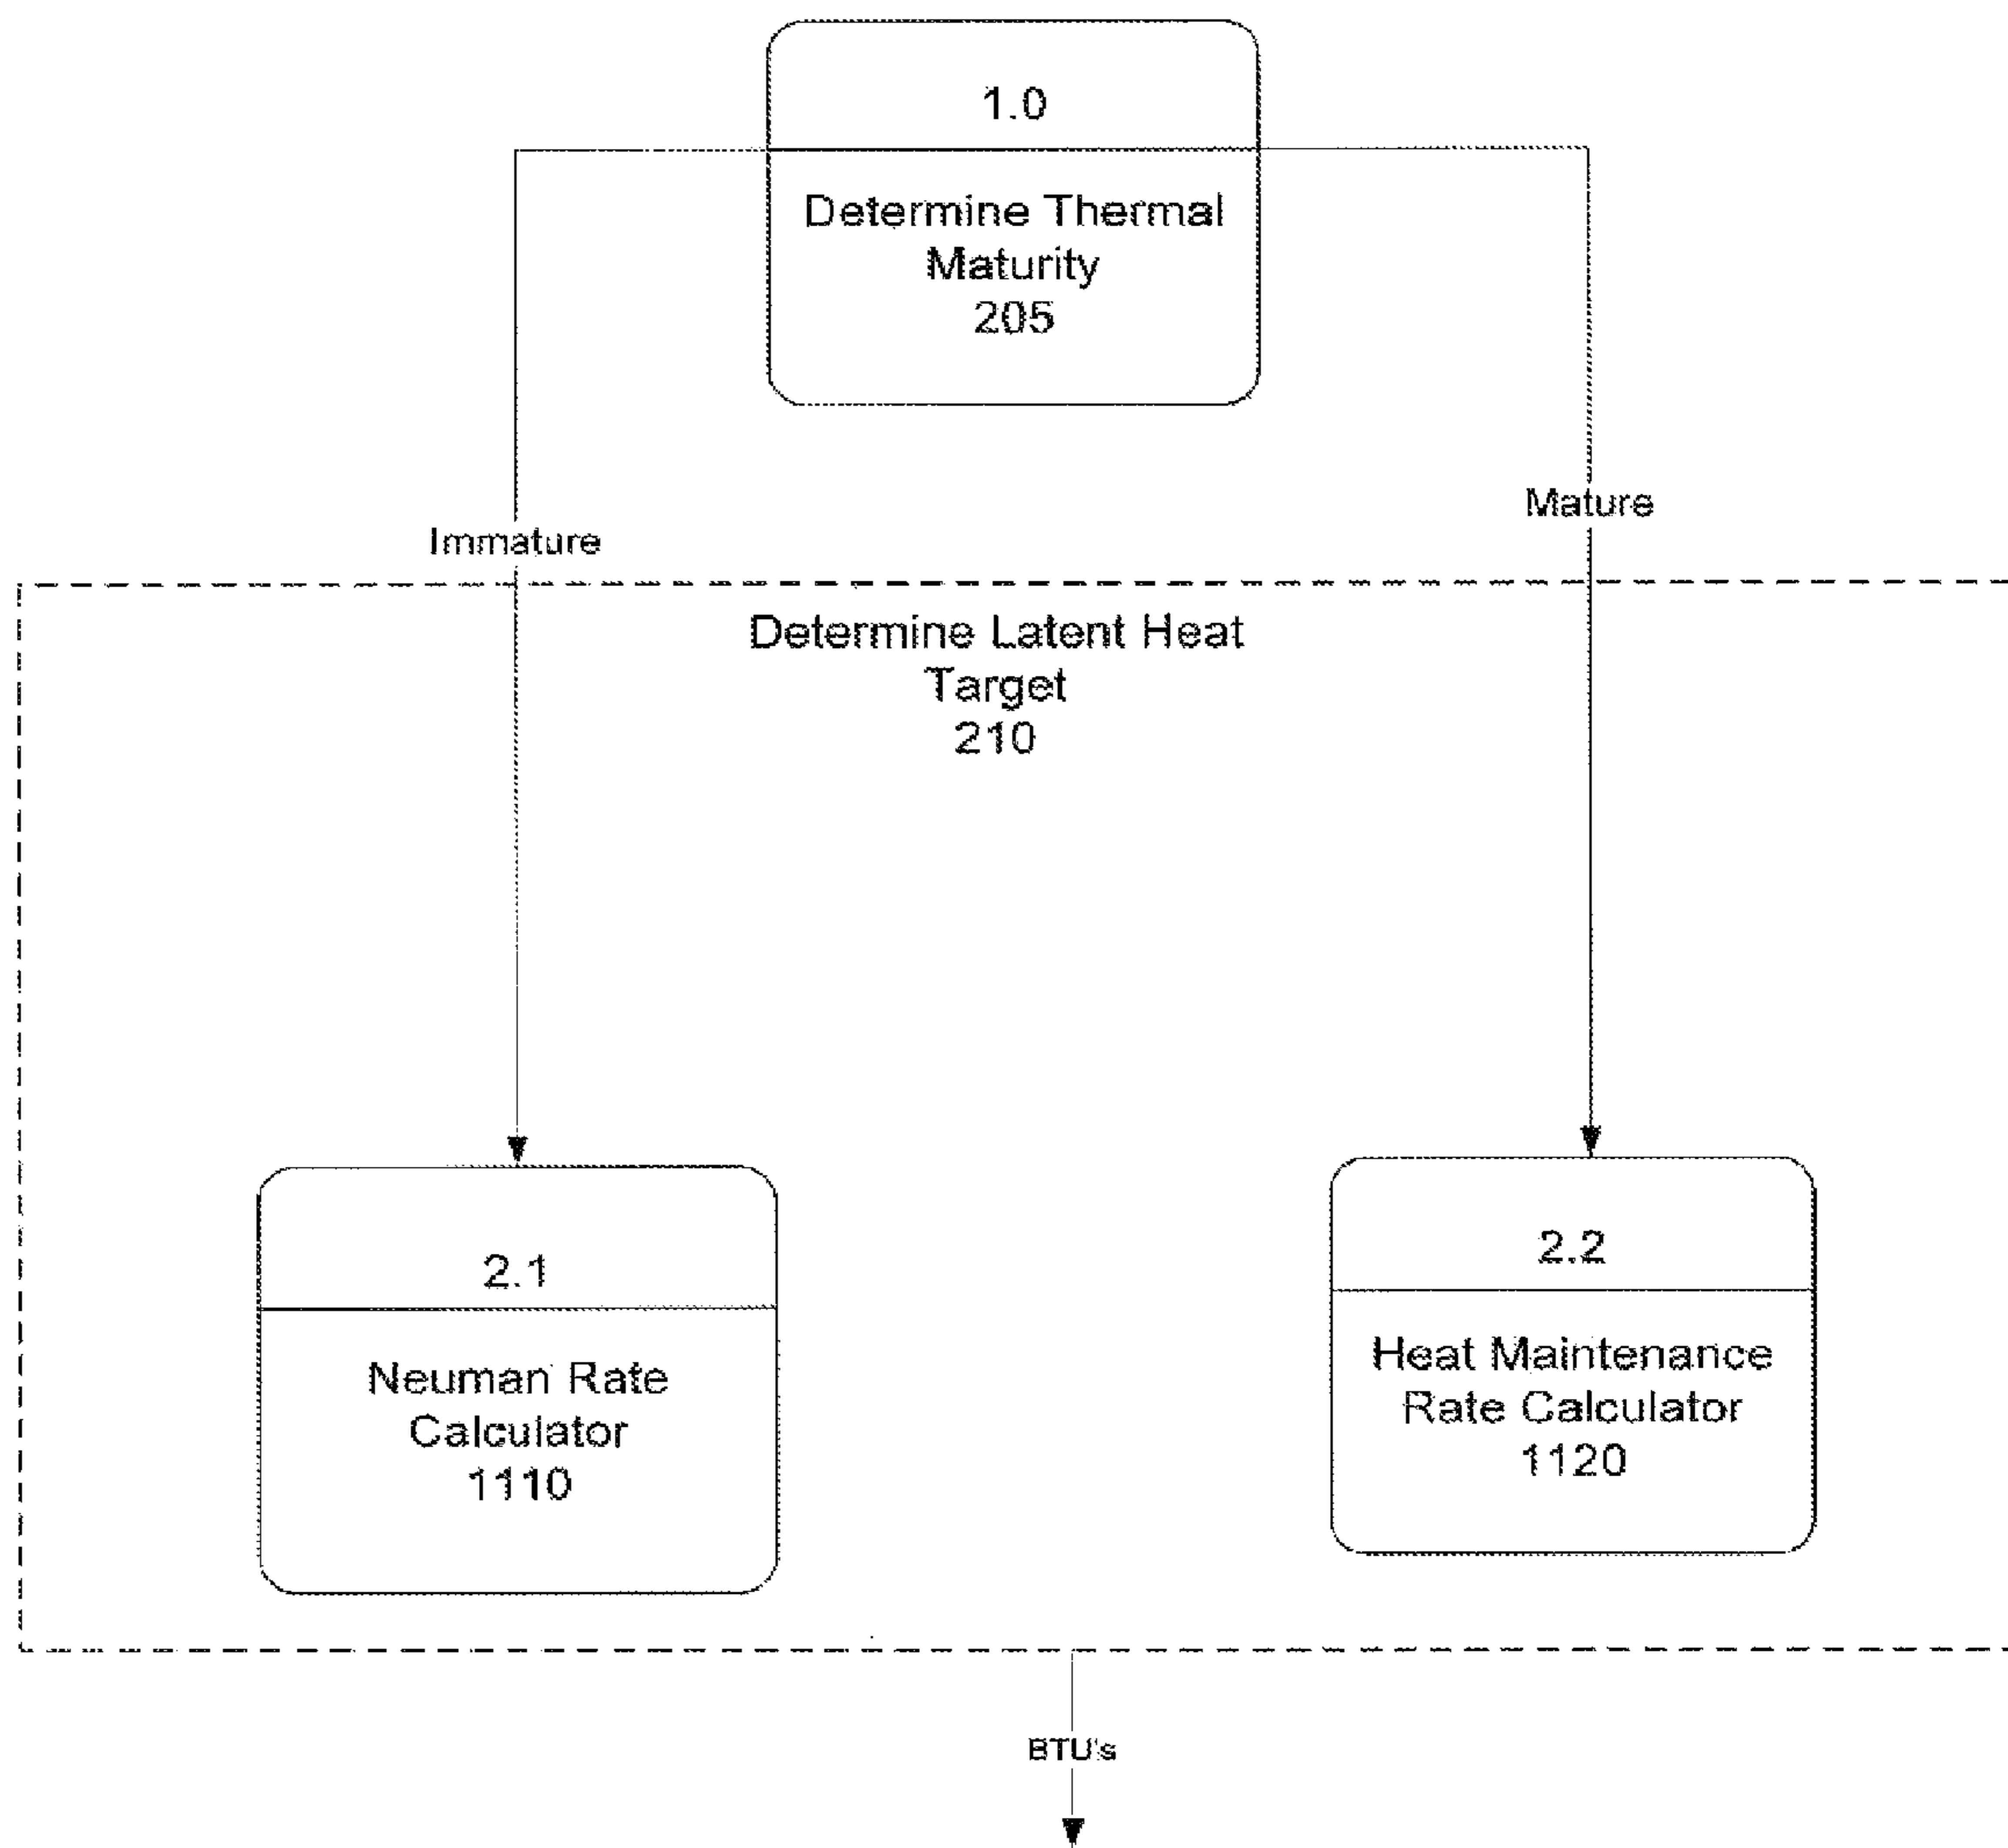 1.0
Determine Thermal
Maturity
205
Immature
Mature
Determine Latent Heat
Target
210
2.1
Neuman Rate
Calculator
1110
2.2
Heat Maintenance
Rate Calculator
1120
BTU's